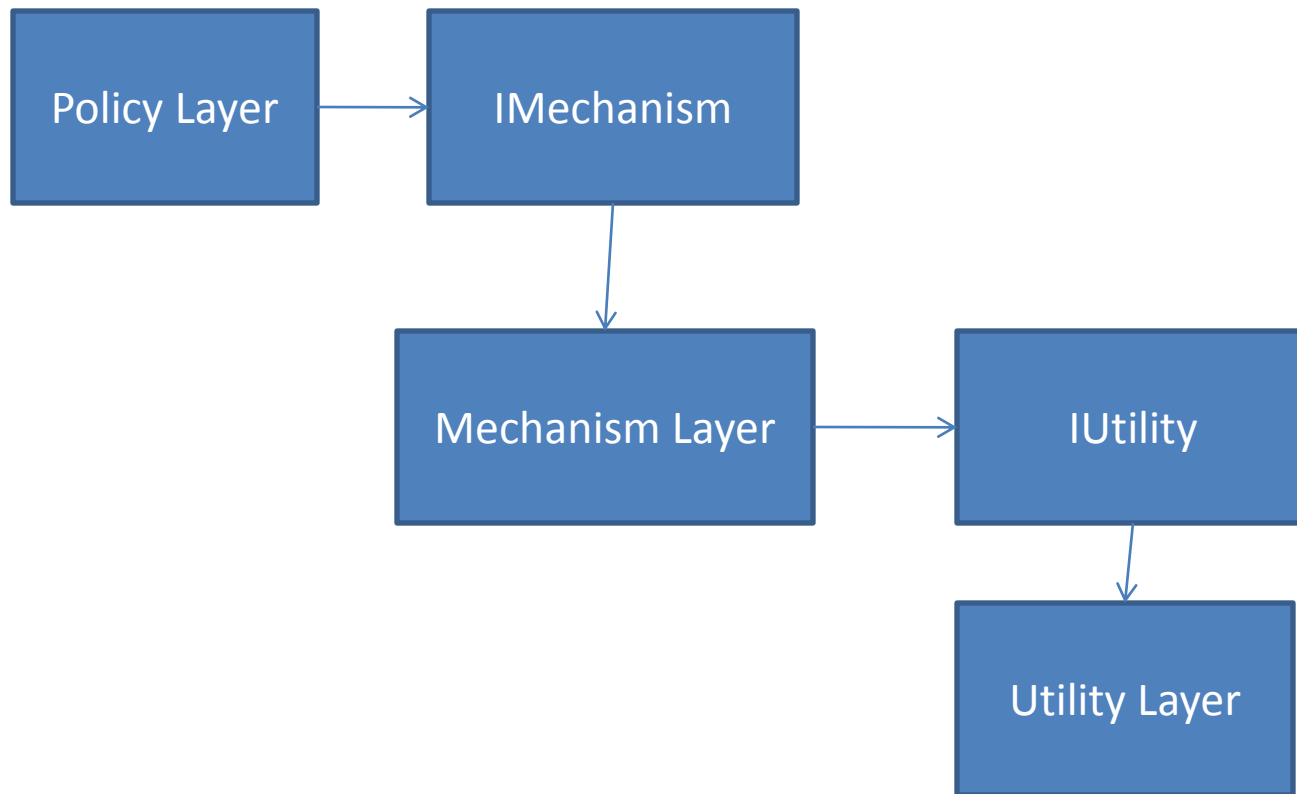 Policy Layer
IMechanism
Mechanism Layer
IUtility
Utility Layer